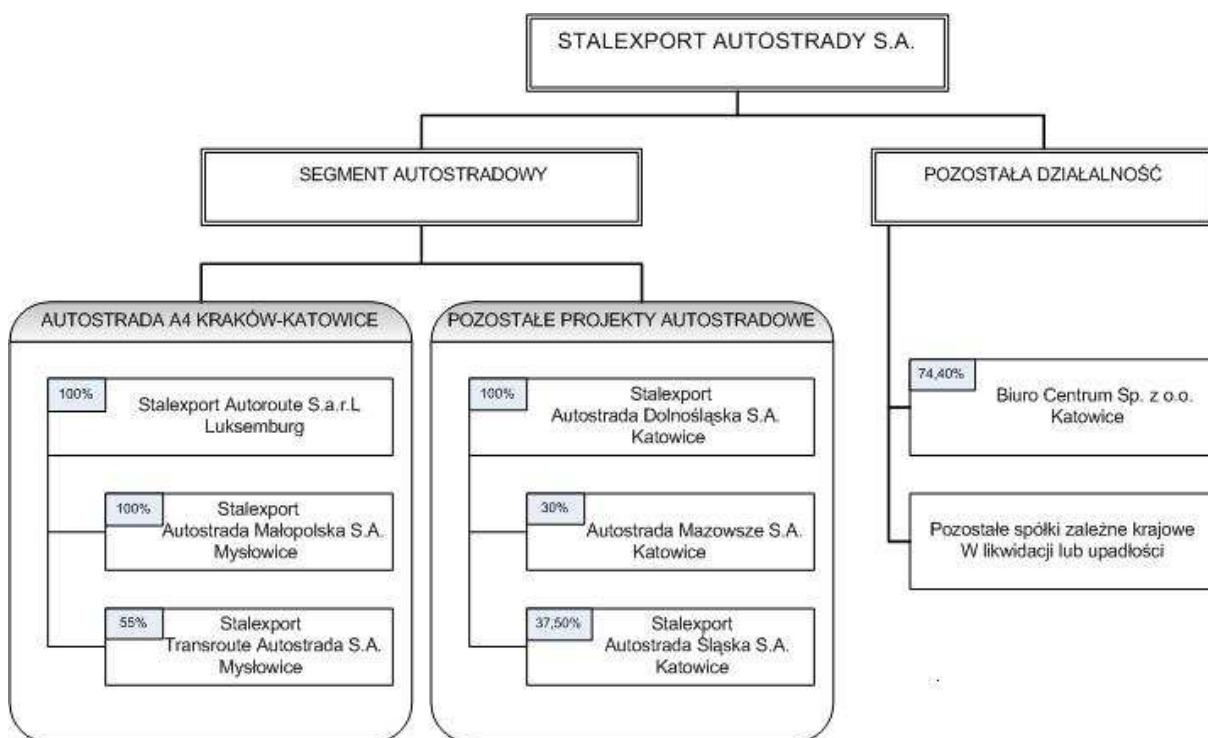 STALEXPORT AUTOSTRADY S.A.
SEGMENT AUTOSTRADOWY
POZOSTAŁA DZIAŁALNOŚĆ
AUTOSTRADA A4 KRAKÓW-KATOWICE
100%
Stalexport Autoroute S.a.r.L
Luksemburg
100%
Stalexport
Autostrada Małopolska S.A.
Mysłowice
55%
Stalexport
Transroute Autostrada S.A.
Mysłowice
POZOSTAŁE PROJEKTY AUTOSTRADOWE
100%
Stalexport
Autostrada Dolnośląska S.A.
Katowice
30%
Autostrada Mazowsze S.A.
Katowice
37,50%
Stalexport
Autostrada Śląska S.A.
Katowice
74,40%
Biuro Centrum Sp. z o.o.
Katowice
Pozostałe spółki zależne krajowe
W likwidacji lub upadłości